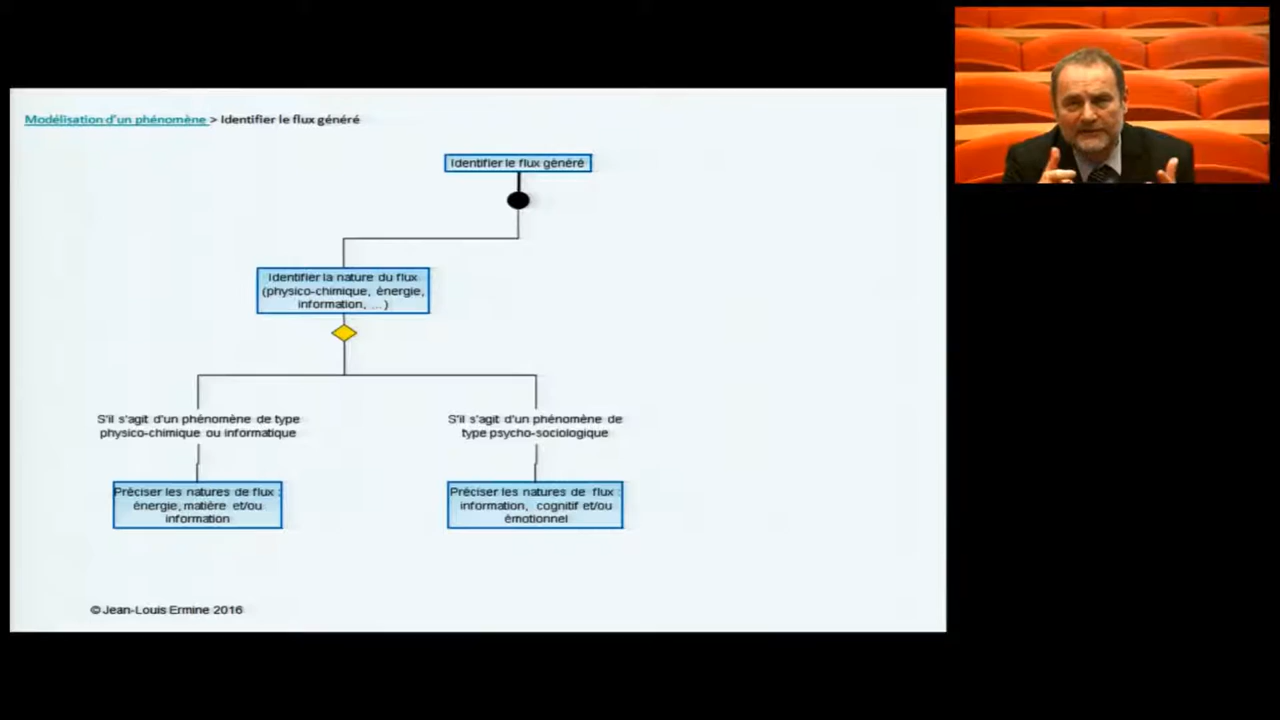 Modélisation d'un phénomène > Identifier le flux généré
Identifier le flux généré
Identifier la nature du flux
(physico-chimique, énergie,
information, ...)
S'il s'agit d'un phénomène de type
physico-chimique ou informatique
S'il s'agit d'un phénomène de
type psycho-sociologique
Préciser les natures de flux :
énergie, matière et/ou
information
Préciser les natures de flux :
information, cognitif et/ou
émotionnel
© Jean-Louis Ermine 2016